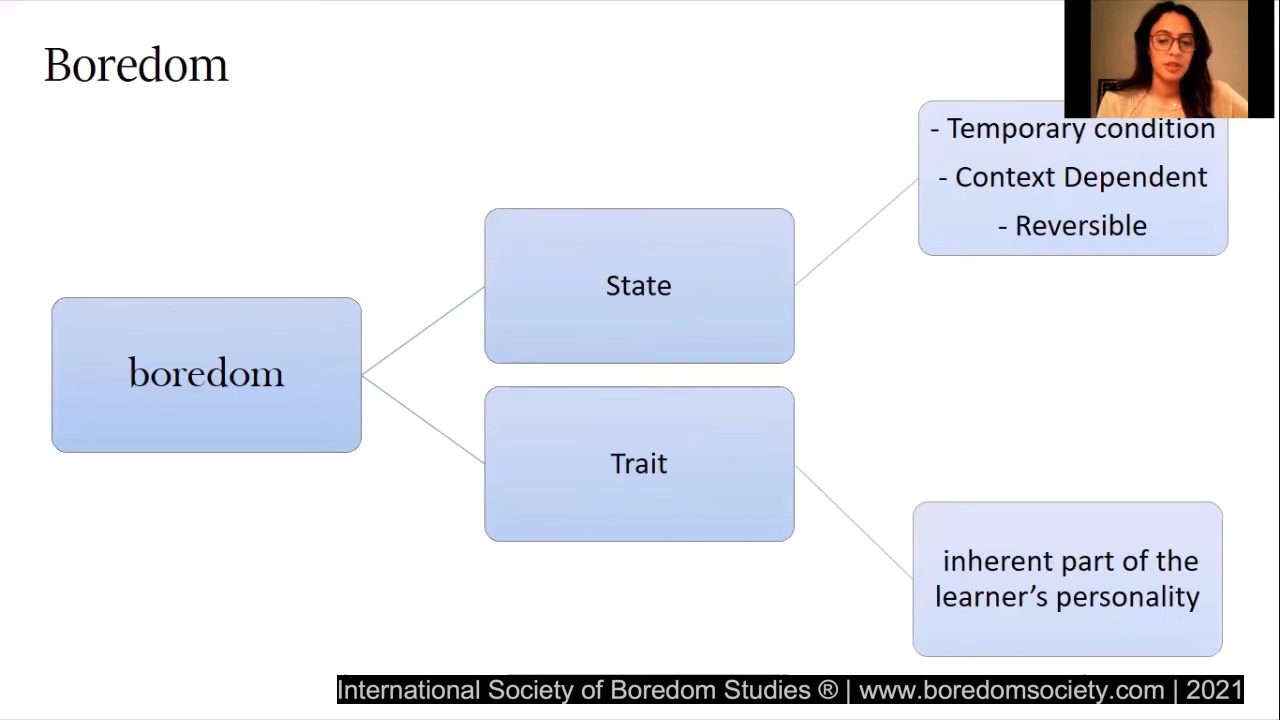 Boredom
boredom
State
Trait
- Temporary condition
- Context Dependent
- Reversible
inherent part of the
learner’s personality
International Society of Boredom Studies ® | www.boredomsociety.com | 2021